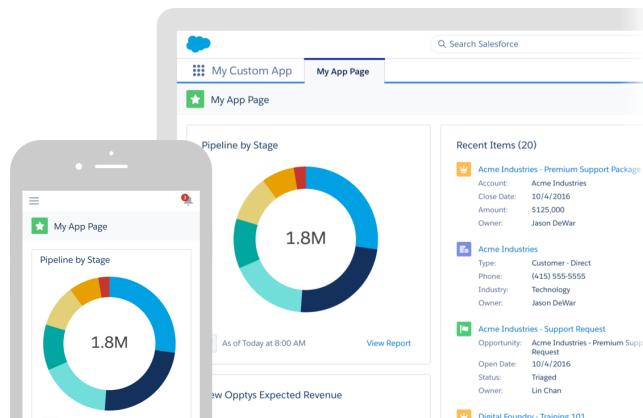 Search Salesforce
My Custom App
My App Page
My App Page
Pipeline by Stage
1.8M
As of Today at 8:00 AM
View Report
Opptys Expected Revenue
Recent Items (20)
Acme Industries - Premium Support Package
Account: Acme Industries
Close Date: 10/4/2016
Amount: $125,000
Owner: Jason DeWar
Acme Industries
Type: Customer - Direct
Phone: (415) 555-5555
Industry: Technology
Owner: Jason DeWar
Acme Industries - Support Request
Opportunity: Acme Industries - Premium Supp
Request
Open Date: 10/4/2016
Status: Triaged
Owner: Lin Chan
Digital Foundry - Training 101
My App Page
Pipeline by Stage
1.8M